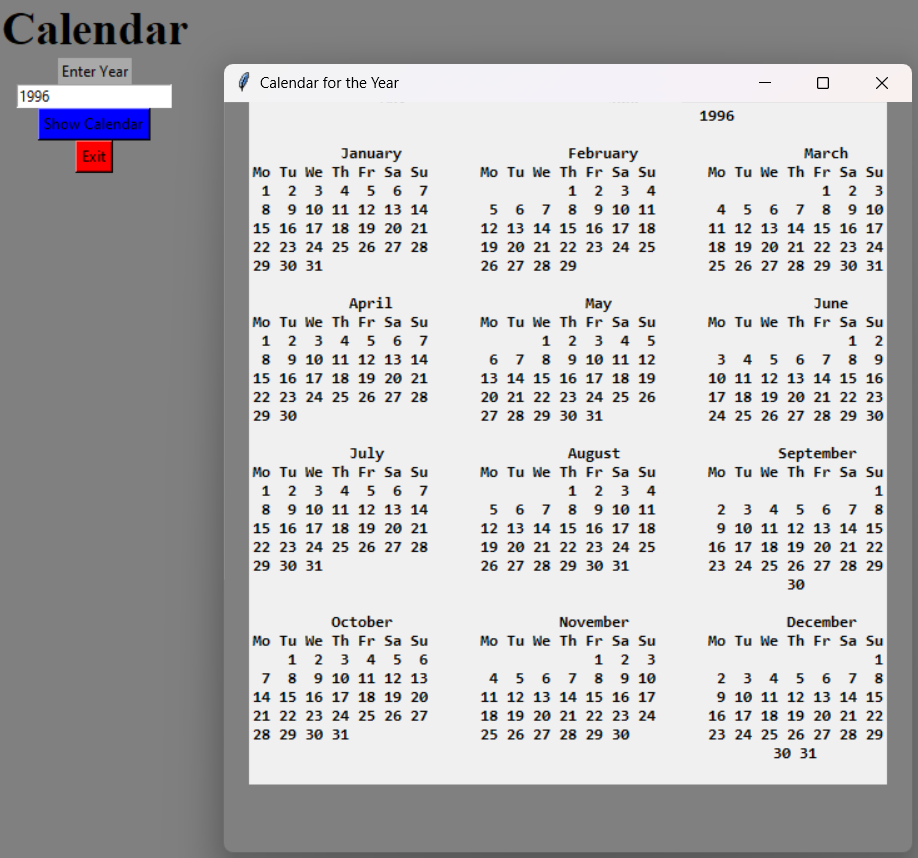 Calendar
Enter Year
1996
Show Calendar
Exit
Calendar for the Year
1996
January February March
Mo Tu We Th Fr Sa Su Mo Tu We Th Fr Sa Su Mo Tu We Th Fr Sa Su
1 2 3 4 5 6 7 1 2 3 4 1 2 3
8 9 10 11 12 13 14 5 6 7 8 9 10 11 4 5 6 7 8 9 10
15 16 17 18 19 20 21 12 13 14 15 16 17 18 11 12 13 14 15 16 17
22 23 24 25 26 27 28 19 20 21 22 23 24 25 18 19 20 21 22 23 24
29 30 31 26 27 28 29 25 26 27 28 29 30 31
April May June
Mo Tu We Th Fr Sa Su Mo Tu We Th Fr Sa Su Mo Tu We Th Fr Sa Su
1 2 3 4 5 6 7 1 2 3 4 5 1 2
8 9 10 11 12 13 14 6 7 8 9 10 11 12 3 4 5 6 7 8 9
15 16 17 18 19 20 21 13 14 15 16 17 18 19 10 11 12 13 14 15 16
22 23 24 25 26 27 28 20 21 22 23 24 25 26 17 18 19 20 21 22 23
29 30 27 28 29 30 31 24 25 26 27 28 29 30
July August September
Mo Tu We Th Fr Sa Su Mo Tu We Th Fr Sa Su Mo Tu We Th Fr Sa Su
1 2 3 4 5 6 7 1 2 3 4 1
8 9 10 11 12 13 14 5 6 7 8 9 10 11 2 3 4 5 6 7 8
15 16 17 18 19 20 21 12 13 14 15 16 17 18 9 10 11 12 13 14 15
22 23 24 25 26 27 28 19 20 21 22 23 24 25 16 17 18 19 20 21 22
29 30 31 26 27 28 29 30 31 23 24 25 26 27 28 29
30
October November December
Mo Tu We Th Fr Sa Su Mo Tu We Th Fr Sa Su Mo Tu We Th Fr Sa Su
1 2 3 4 5 6 1 2 3 1
7 8 9 10 11 12 13 4 5 6 7 8 9 10 2 3 4 5 6 7 8
14 15 16 17 18 19 20 11 12 13 14 15 16 17 9 10 11 12 13 14 15
21 22 23 24 25 26 27 18 19 20 21 22 23 24 16 17 18 19 20 21 22
28 29 30 31 25 26 27 28 29 30 23 24 25 26 27 28 29
30 31